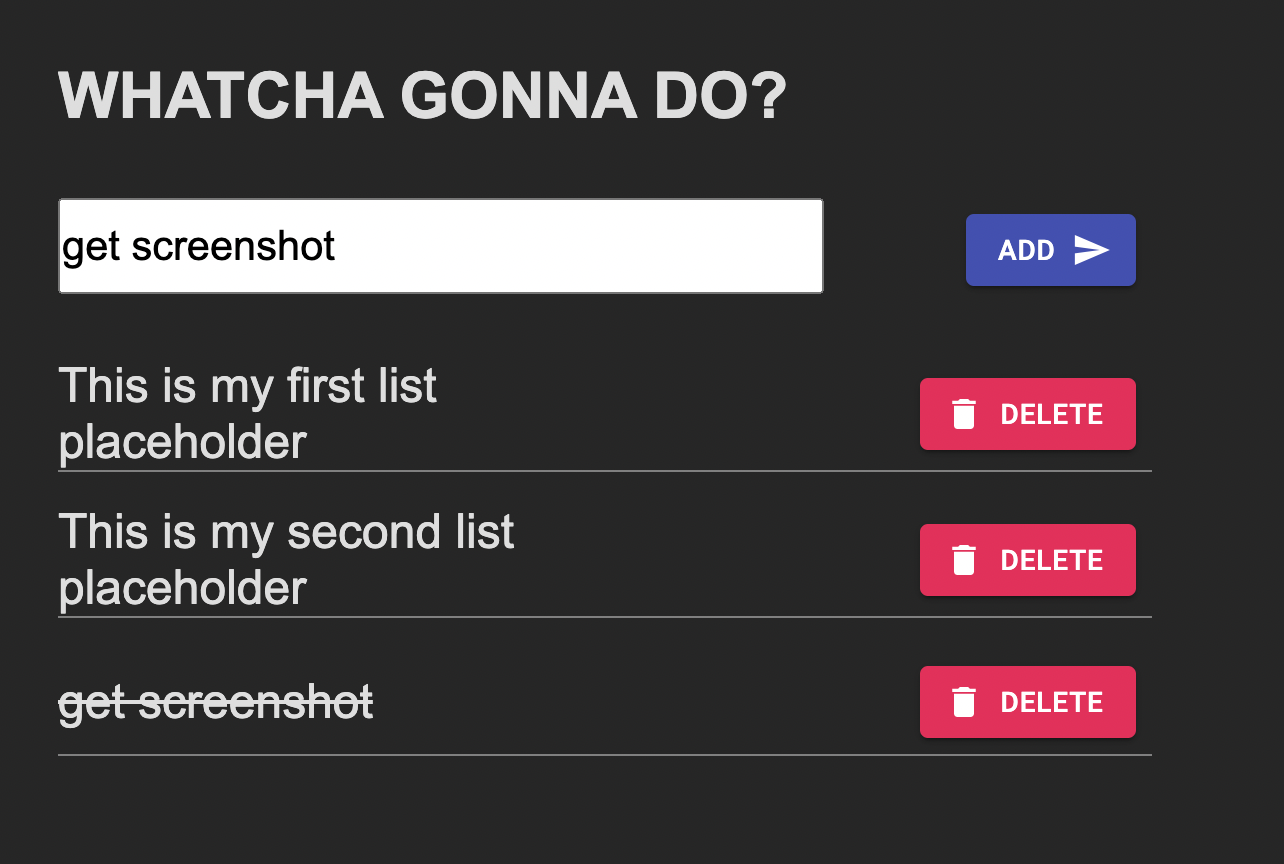 WHATCHA GONNA DO?
get screenshot
ADD
This is my first list
placeholder
DELETE
This is my second list
placeholder
DELETE
get screenshot
DELETE